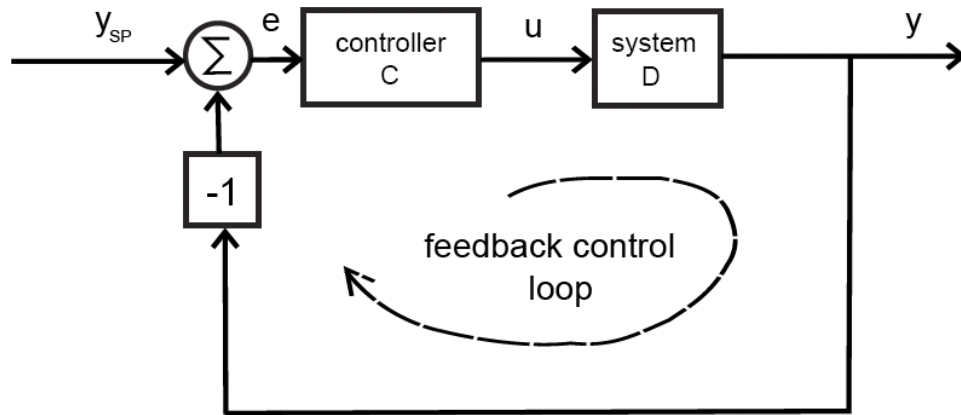 y_SP
Σ
e
controller
C
u
system
D
y
-1
feedback control
loop